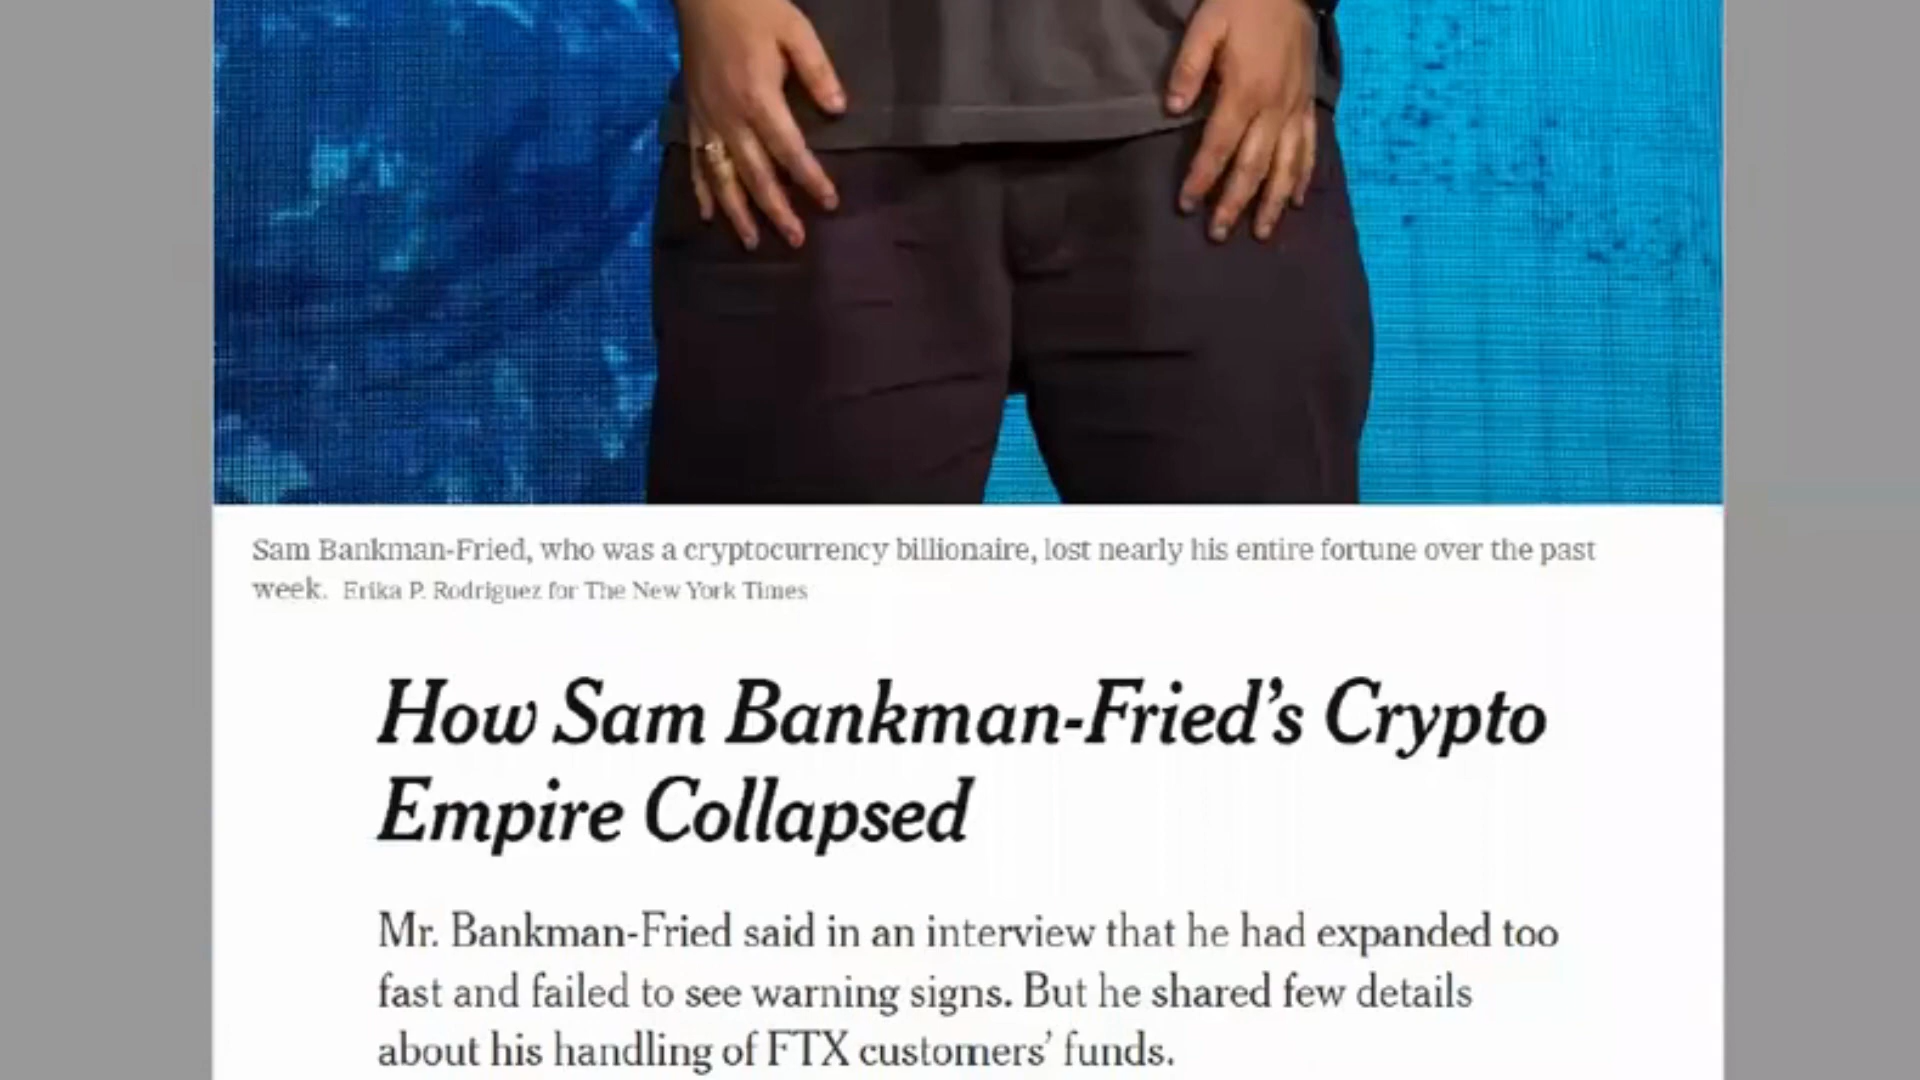 Sam Bankman-Fried, who was a cryptocurrency billionaire, lost nearly his entire fortune over the past
week. Erika P. Rodriguez for The New York Times
How Sam Bankman-Fried’s Crypto
Empire Collapsed
Mr. Bankman-Fried said in an interview that he had expanded too
fast and failed to see warning signs. But he shared few details
about his handling of FTX customers’ funds.